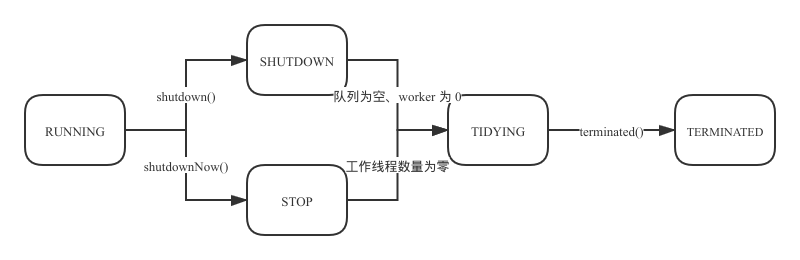 SHUTDOWN
shutdown()
队列为空、worker 为 0
RUNNING
TIDYING
terminated()
TERMINATED
shutdownNow()
工作线程数量为零
STOP